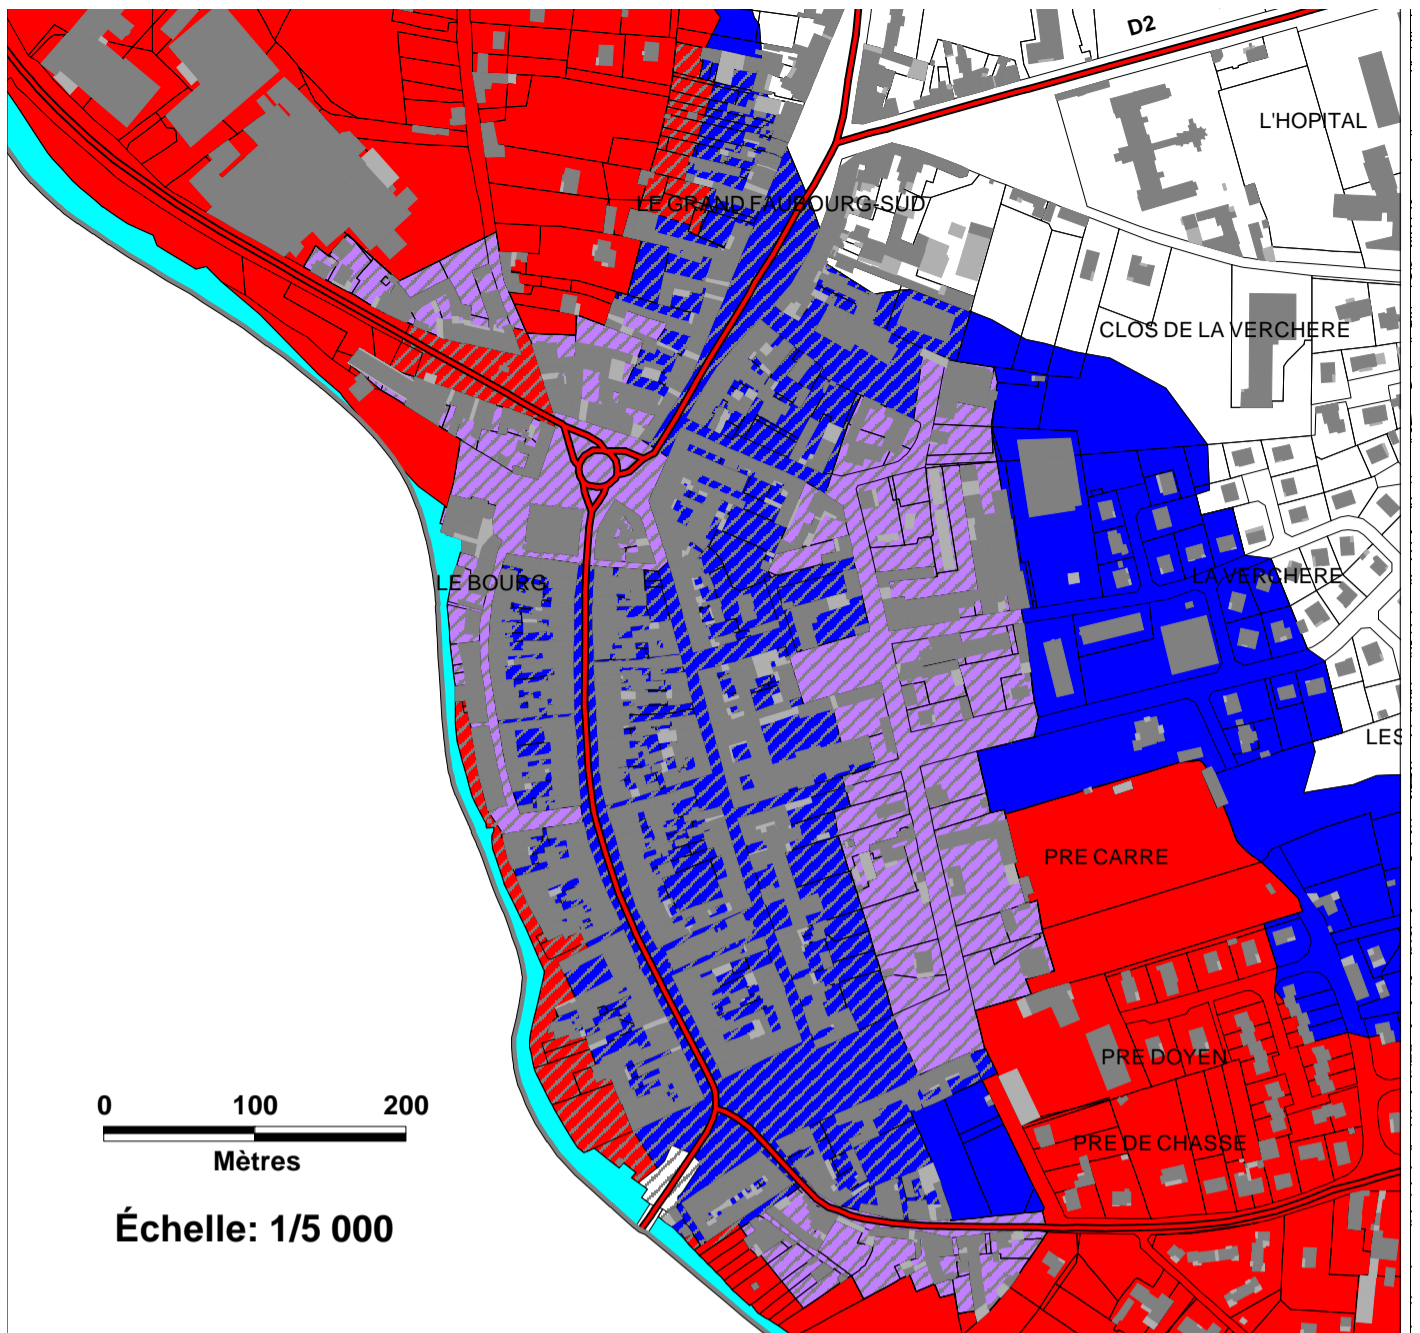 D2
L'HOPITAL
LE GRAND FAUBOURG-SUD
CLOS DE LA VERCHERE
LE BOURG
LA VERCHERE
LES
PRE CARRE
PRE DOYEN
PRE DE CHASSE
0 100 200
Mètres
Échelle: 1/5 000